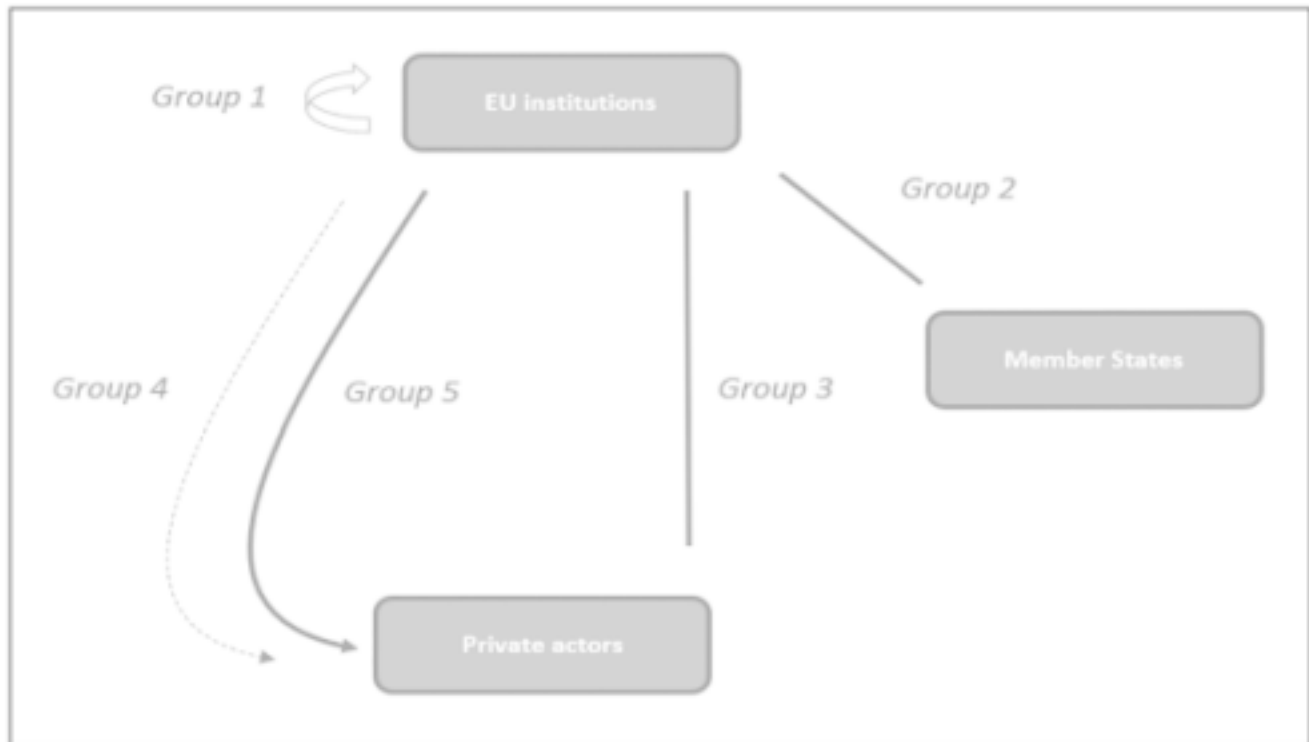 Group 1
EU institutions
Group 2
Member States
Group 4
Group 5
Group 3
Private actors